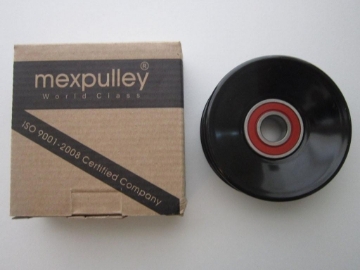 mexpulley®
World Class
ISO 9001-2008 Certified Company